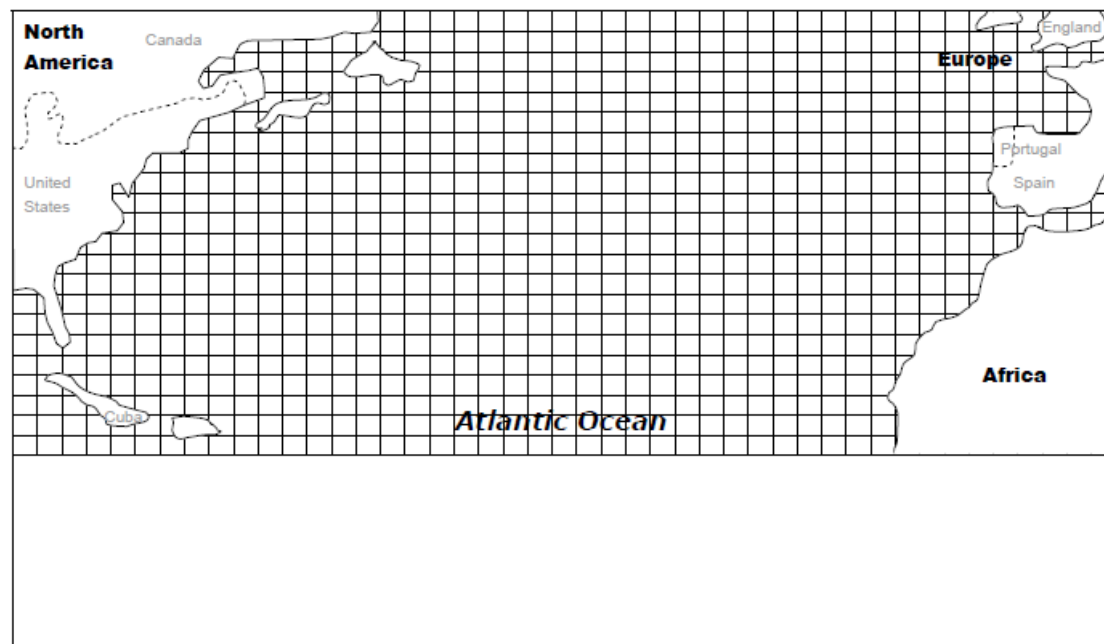 North
America
Canada
England
Europe
Portugal
Spain
United
States
Africa
Cuba
Atlantic Ocean